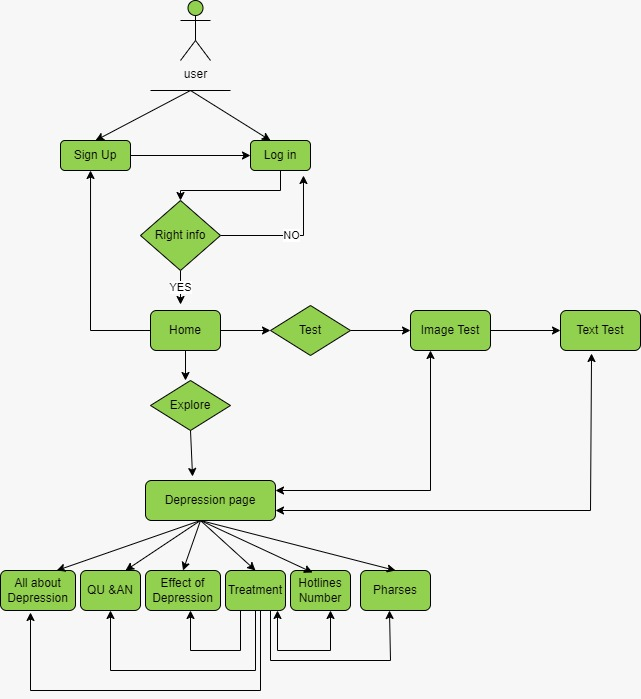 user
Sign Up
Log in
Right info
NO
YES
Home
Test
Image Test
Text Test
Explore
Depression page
All about
Depression
QU &AN
Effect of
Depression
Treatment
Hotlines
Number
Pharses